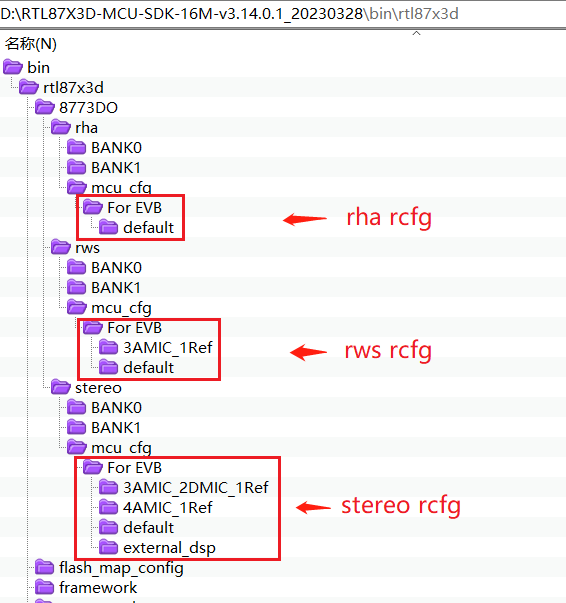 D:\RTL87X3D-MCU-SDK-16M-v3.14.0.1_20230328\bin\rtl87x3d
名称(N)
bin
rtl87x3d
8773DO
rha
BANK0
BANK1
mcu_cfg
For EVB
default
rha rcfg
rws
BANK0
BANK1
mcu_cfg
For EVB
3AMIC_1Ref
default
rws rcfg
stereo
BANK0
BANK1
mcu_cfg
For EVB
3AMIC_2DMIC_1Ref
4AMIC_1Ref
default
external_dsp
stereo rcfg
flash_map_config
framework